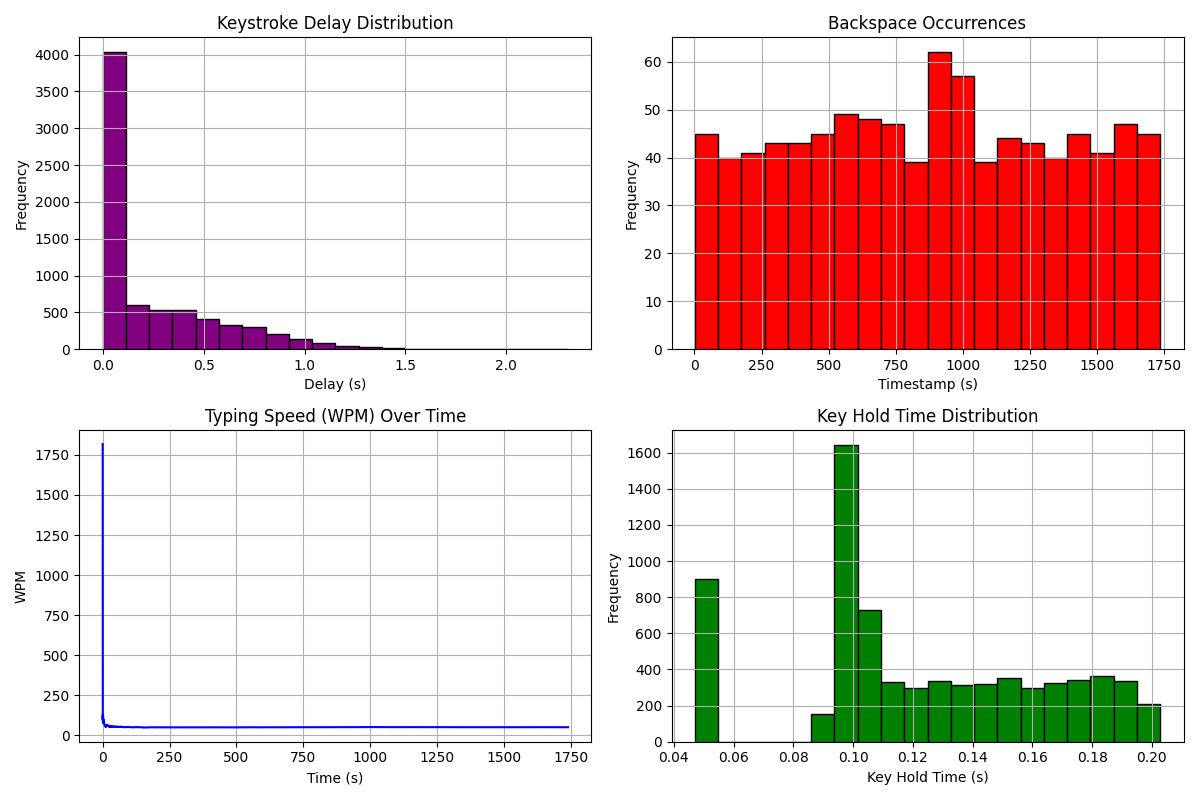 Keystroke Delay Distribution
Frequency
4000
3500
3000
2500
2000
1500
1000
500
0
0.0 0.5 1.0 1.5 2.0
Delay (s)
Backspace Occurrences
Frequency
60
50
40
30
20
10
0
0 250 500 750 1000 1250 1500 1750
Timestamp (s)
Typing Speed (WPM) Over Time
WPM
1750
1500
1250
1000
750
500
250
0
0 250 500 750 1000 1250 1500 1750
Time (s)
Key Hold Time Distribution
Frequency
1600
1400
1200
1000
800
600
400
200
0
0.04 0.06 0.08 0.10 0.12 0.14 0.16 0.18 0.20
Key Hold Time (s)